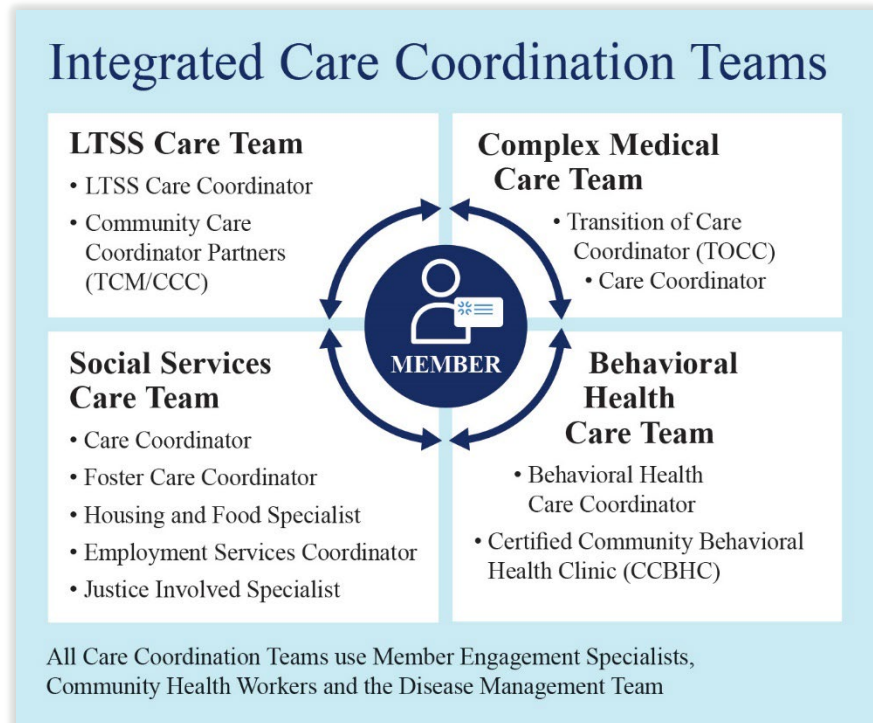 Integrated Care Coordination Teams
LTSS Care Team
• LTSS Care Coordinator
• Community Care
Coordinator Partners
(TCM/CCC)
Complex Medical
Care Team
• Transition of Care
Coordinator (TOCC)
• Care Coordinator
MEMBER
Social Services
Care Team
• Care Coordinator
• Foster Care Coordinator
• Housing and Food Specialist
• Employment Services Coordinator
• Justice Involved Specialist
Behavioral
Health
Care Team
• Behavioral Health
Care Coordinator
• Certified Community Behavioral
Health Clinic (CCBHC)
All Care Coordination Teams use Member Engagement Specialists,
Community Health Workers and the Disease Management Team